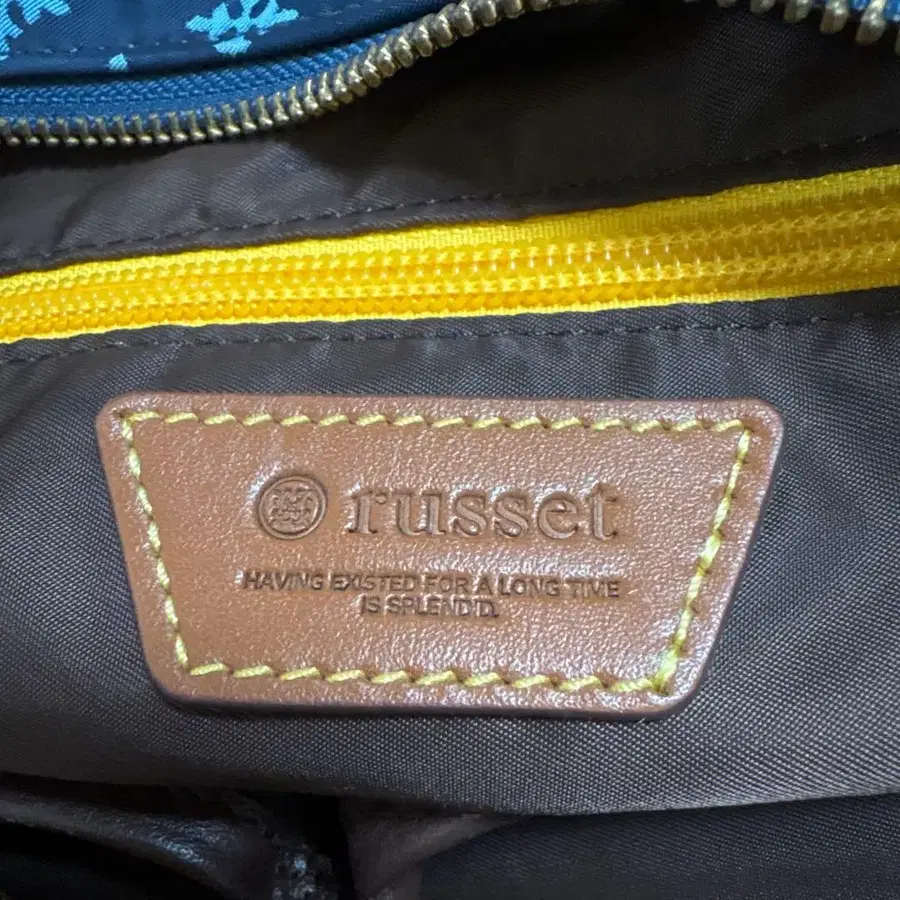 russet
HAVING EXISTED FOR A LONG TIME
IS SPLENDID.